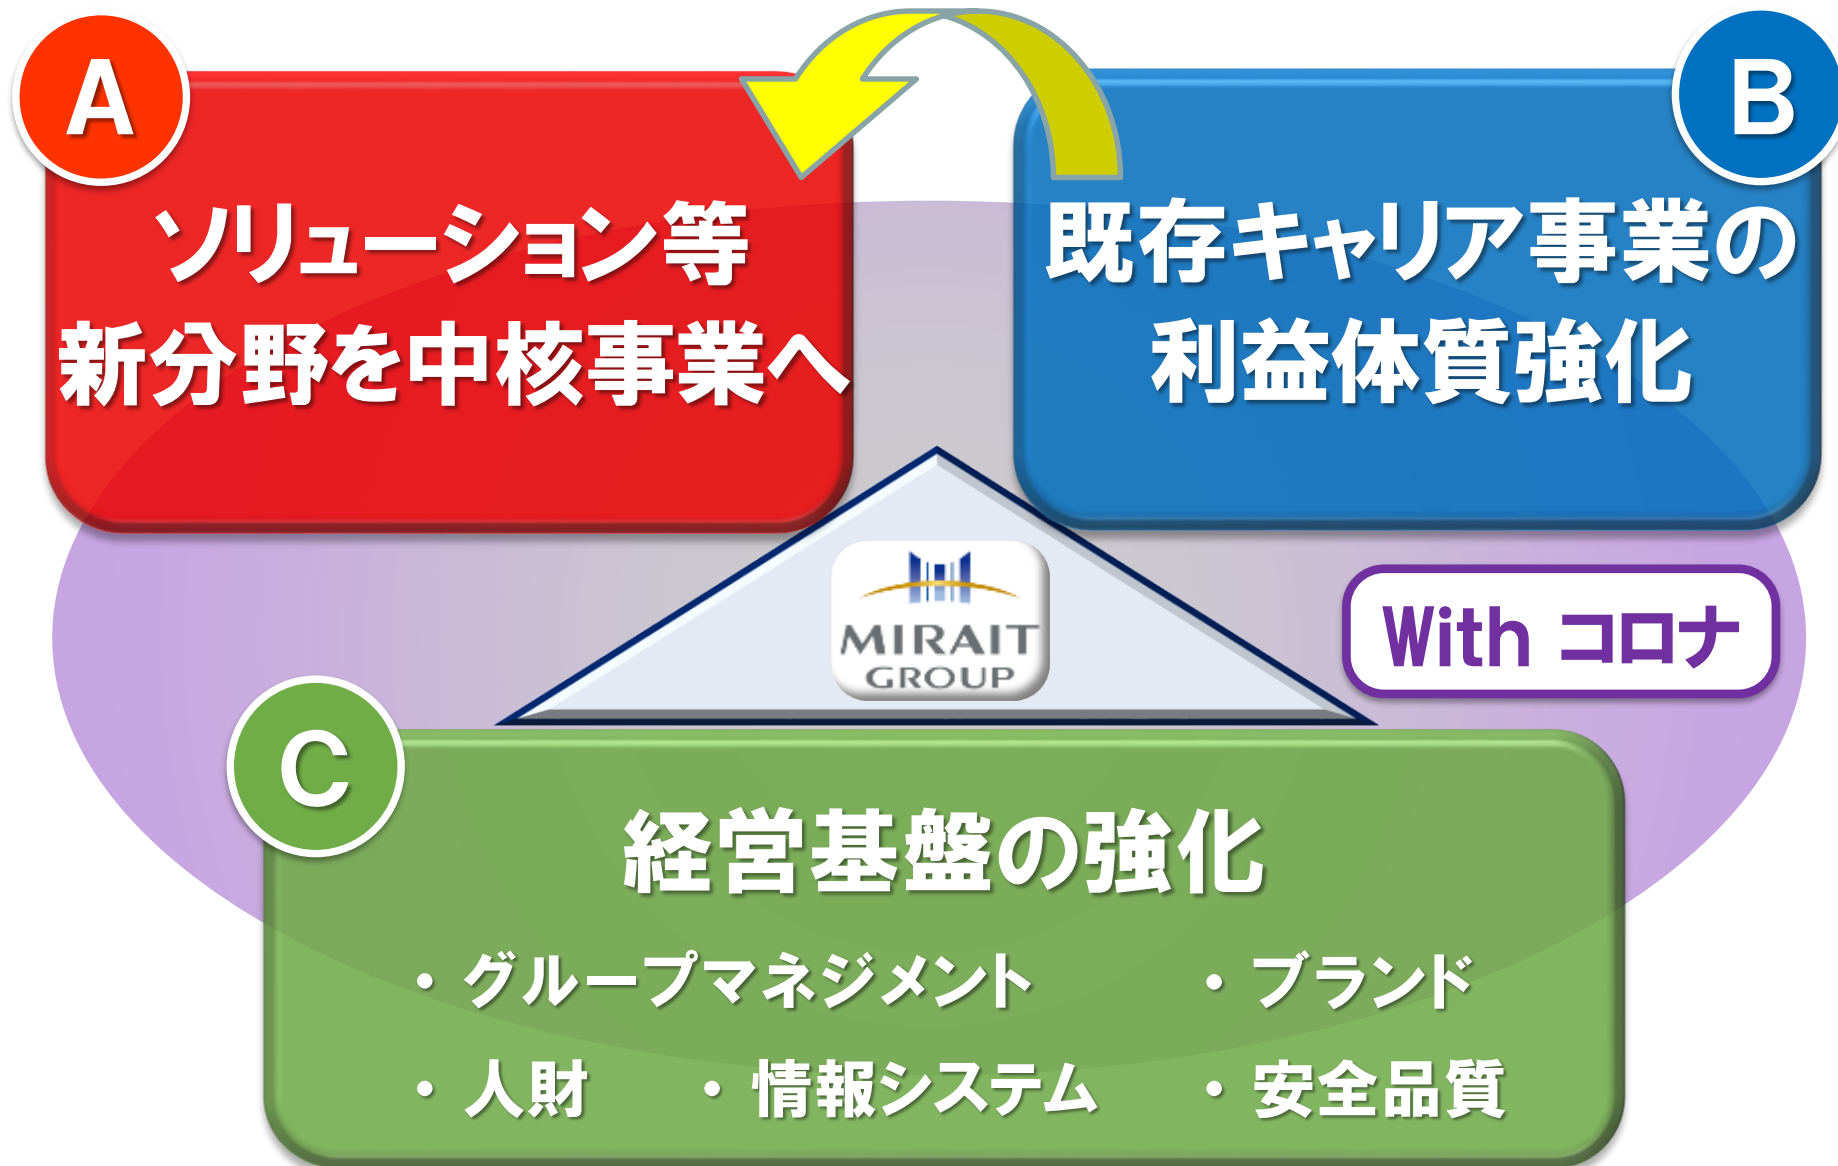 A
ソリューション等
新分野を中核事業へ
B
既存キャリア事業の
利益体質強化
MIRAIT
GROUP
With コロナ
C
経営基盤の強化
・グループマネジメント ・ブランド
・人財 ・情報システム ・安全品質